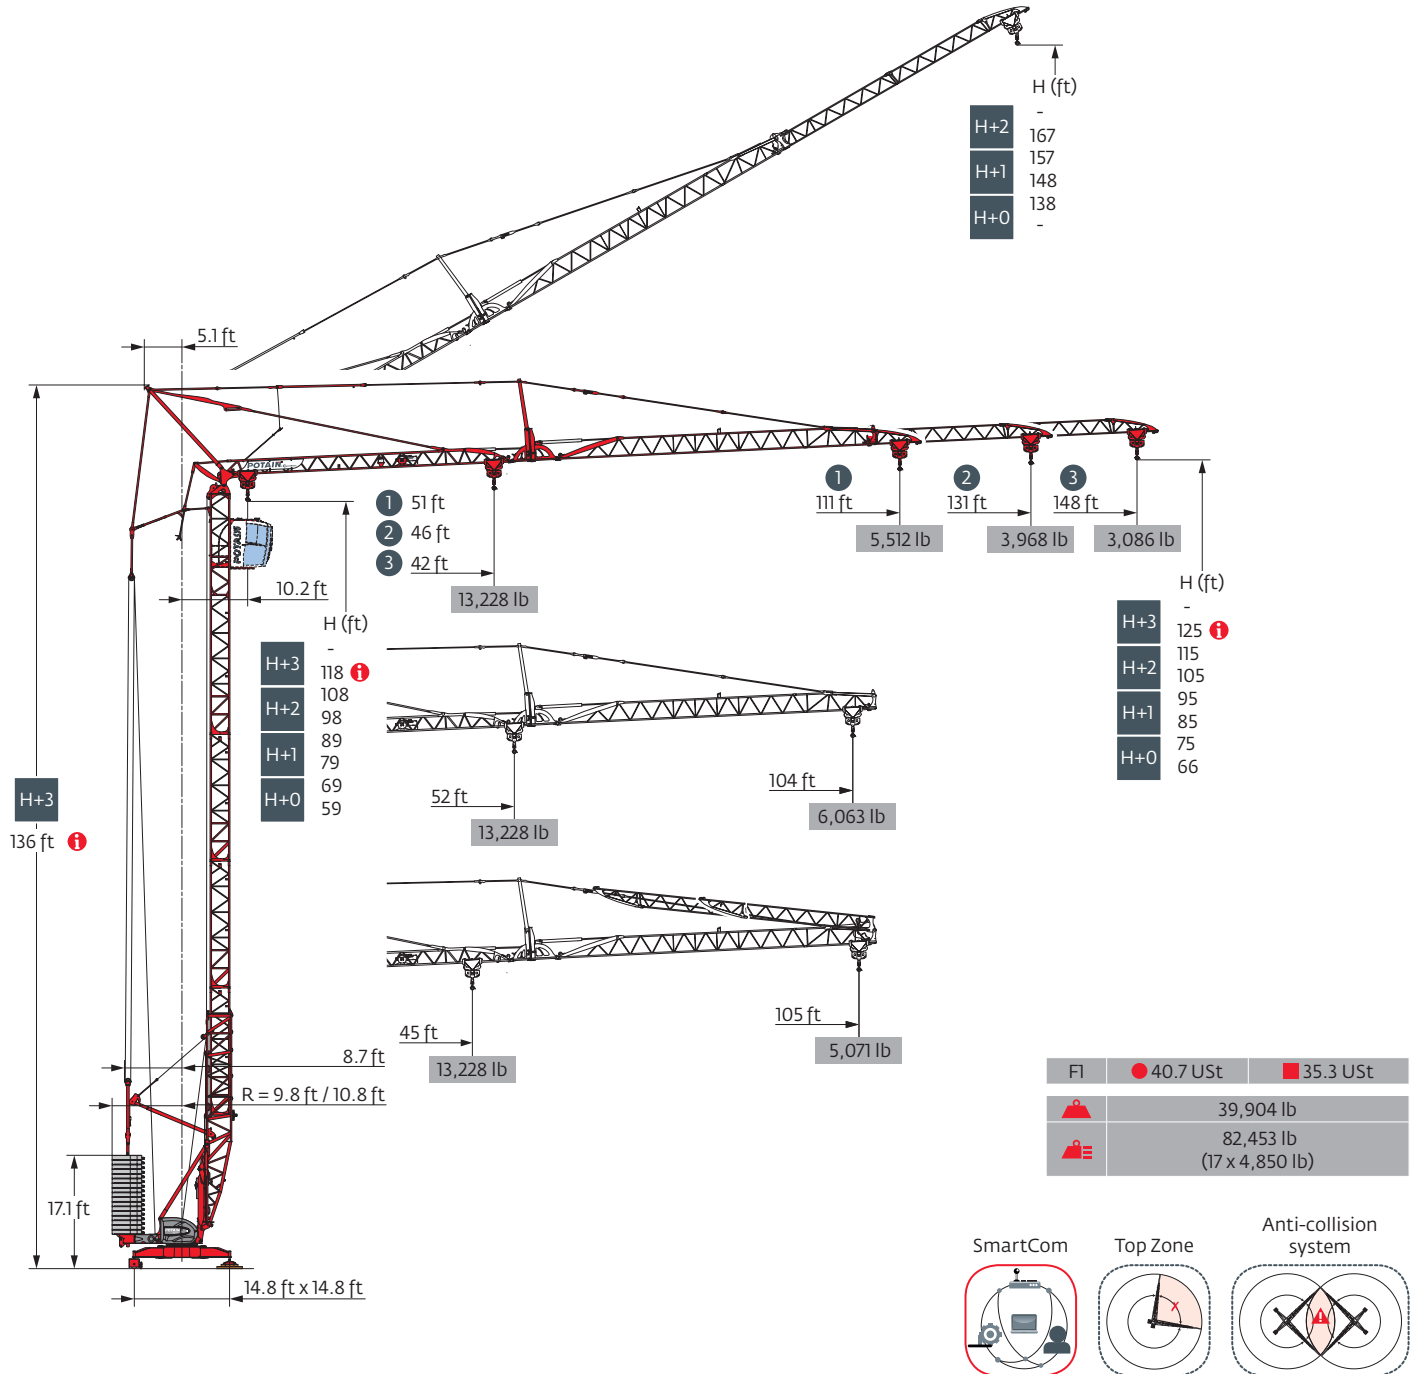 H (ft)
H+2
H+1
H+0
-
167
157
148
138
-
5.1 ft
POTAIN
POTAIN
1 51 ft
2 46 ft
3 42 ft
13,228 lb
1
111 ft
5,512 lb
2
131 ft
3,968 lb
3
148 ft
3,086 lb
10.2 ft
H (ft)
H+3
H+2
H+1
H+0
-
118 i
108
98
89
79
69
59
H (ft)
H+3
H+2
H+1
H+0
-
125 i
115
105
95
85
75
66
52 ft
13,228 lb
104 ft
6,063 lb
H+3
136 ft i
45 ft
13,228 lb
105 ft
5,071 lb
8.7 ft
R = 9.8 ft / 10.8 ft
17.1 ft
14.8 ft x 14.8 ft
F1 40.7 USt 35.3 USt
39,904 lb
82,453 lb
(17 x 4,850 lb)
SmartCom
Top Zone
Anti-collision
system